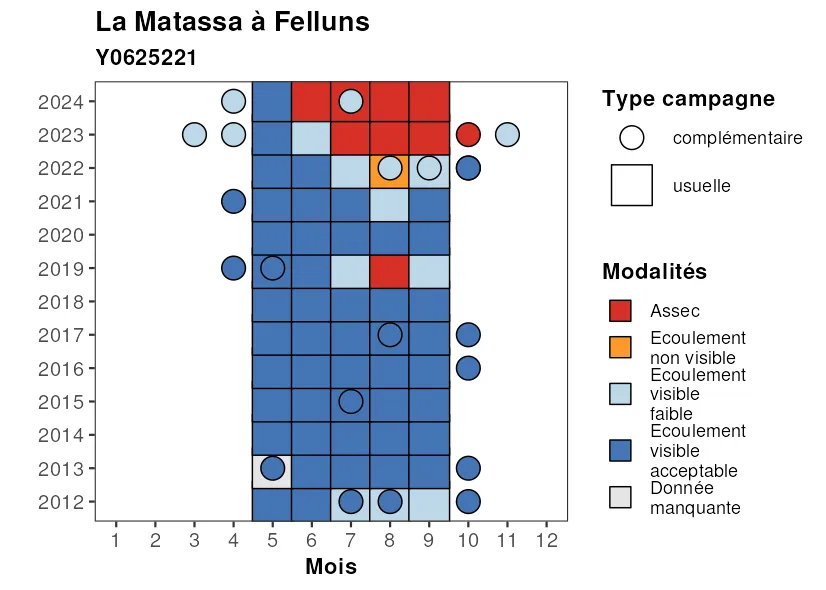 La Matassa à Felluns
Y0625221
2024
2023
2022
2021
2020
2019
2018
2017
2016
2015
2014
2013
2012
1 2 3 4 5 6 7 8 9 10 11 12
Mois
Type campagne
complémentaire
usuelle
Modalités
Assec
Ecoulement
non visible
Ecoulement
visible
faible
Ecoulement
visible
acceptable
Donnée
manquante